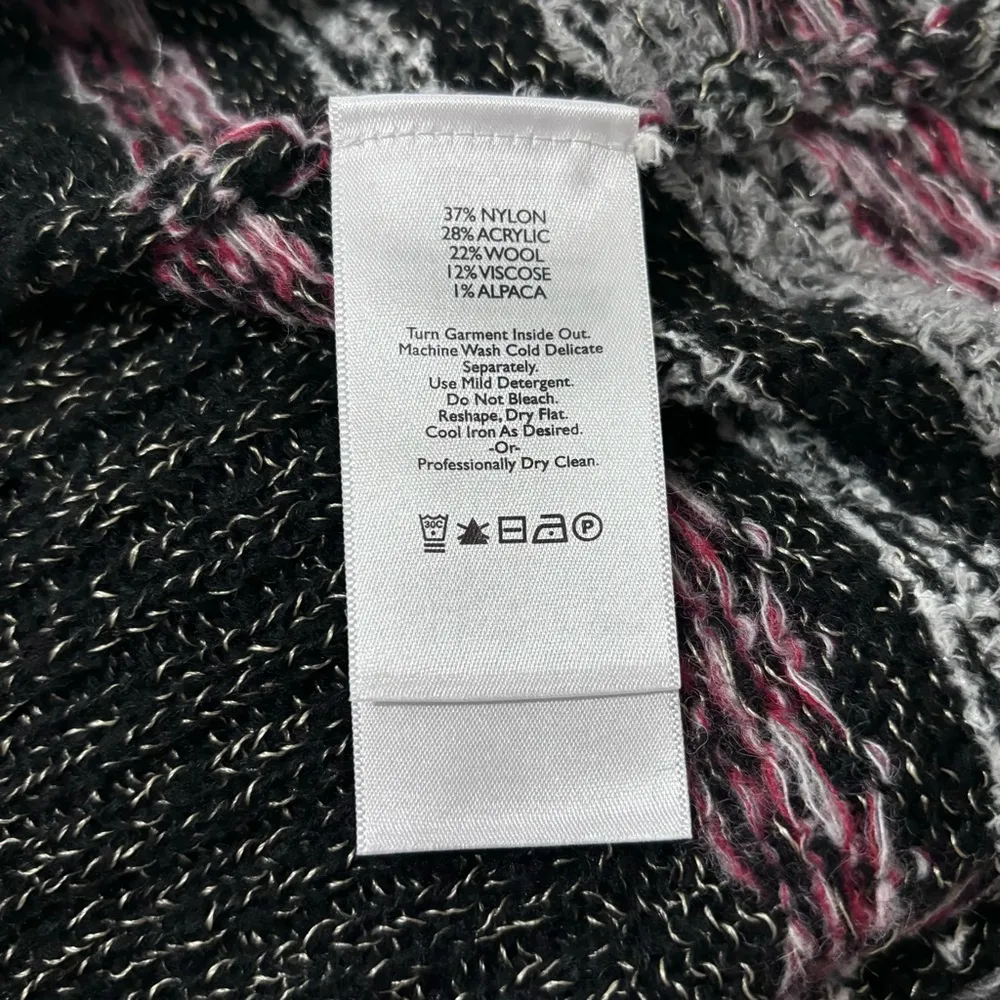 37% NYLON
28% ACRYLIC
22% WOOL
12% VISCOSE
1% ALPACA
Turn Garment Inside Out.
Machine Wash Cold Delicate
Separately.
Use Mild Detergent.
Do Not Bleach.
Reshape, Dry Flat.
Cool Iron As Desired.
-Or-
Professionally Dry Clean.
30C P